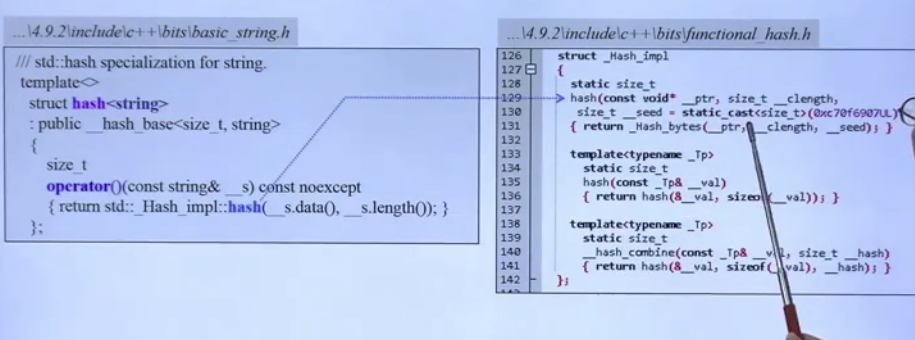 ...\4.9.2\include\c++\bits\basic_string.h
/// std::hash specialization for string.
template<>
struct hash<string>
: public __hash_base<size_t, string>
{
size_t
operator()(const string& __s) const noexcept
{ return std::_Hash_impl::hash(__s.data(), __s.length()); }
};
...\4.9.2\include\c++\bits\functional_hash.h
126 struct _Hash_impl
127 {
128 static size_t
129 hash(const void* __ptr, size_t __clength,
130 size_t __seed = static_cast<size_t>(0xc70f6907UL))
131 { return _Hash_bytes(__ptr, __clength, __seed); }
132
133 template<typename _Tp>
134 static size_t
135 hash(const _Tp& __val)
136 { return hash(&__val, sizeof(__val)); }
137
138 template<typename _Tp>
139 static size_t
140 __hash_combine(const _Tp& __val, size_t __hash)
141 { return hash(&__val, sizeof(__val), __hash); }
142 };